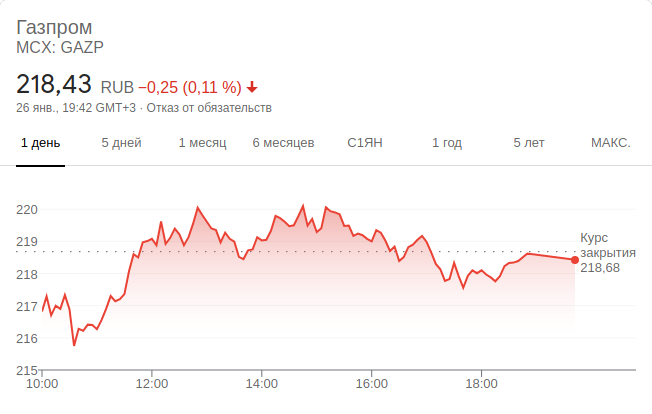 Газпром
MCX: GAZP
218,43 RUB −0,25 (0,11 %)
26 янв., 19:42 GMT+3 · Отказ от обязательств
1 день 5 дней 1 месяц 6 месяцев С1ЯН 1 год 5 лет МАКС.
220
219
218
217
216
215
Курс
закрытия
218,68
10:00 12:00 14:00 16:00 18:00